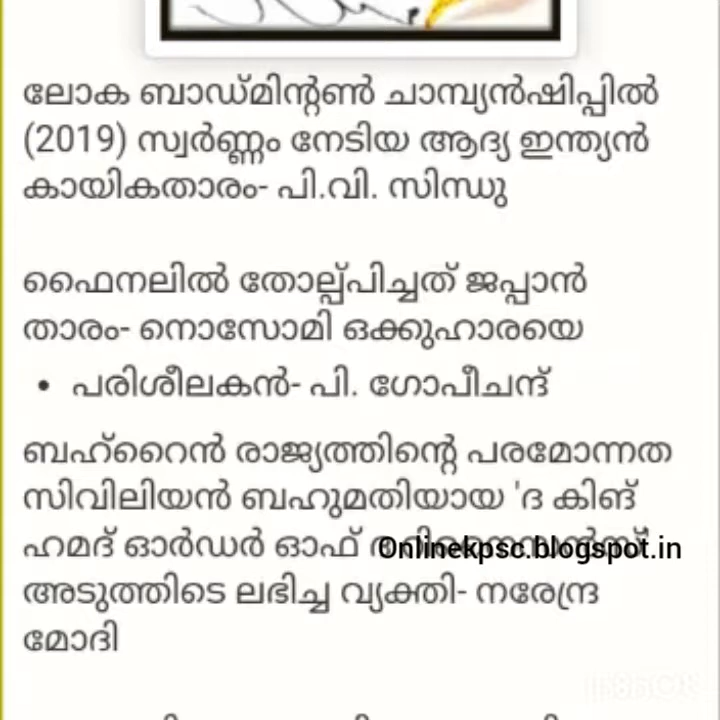 ലോക ബാഡ്മിന്റൺ ചാമ്പ്യൻഷിപ്പിൽ
(2019) സ്വർണ്ണം നേടിയ ആദ്യ ഇന്ത്യൻ
കായികതാരം- പി.വി. സിന്ധു
ഫൈനലിൽ തോല്പ്പിച്ചത് ജപ്പാൻ
താരം- നൊസോമി ഒക്കുഹാരയെ
• പരിശീലകൻ- പി. ഗോപീചന്ദ്
ബഹ്റൈൻ രാജ്യത്തിന്റെ പരമോന്നത
സിവിലിയൻ ബഹുമതിയായ 'ദ കിങ്
ഹമദ് ഓർഡർ ഓഫ്
Onlinekpsc.blogspot.in
അടുത്തിടെ ലഭിച്ച വ്യക്തി- നരേന്ദ്ര
മോദി